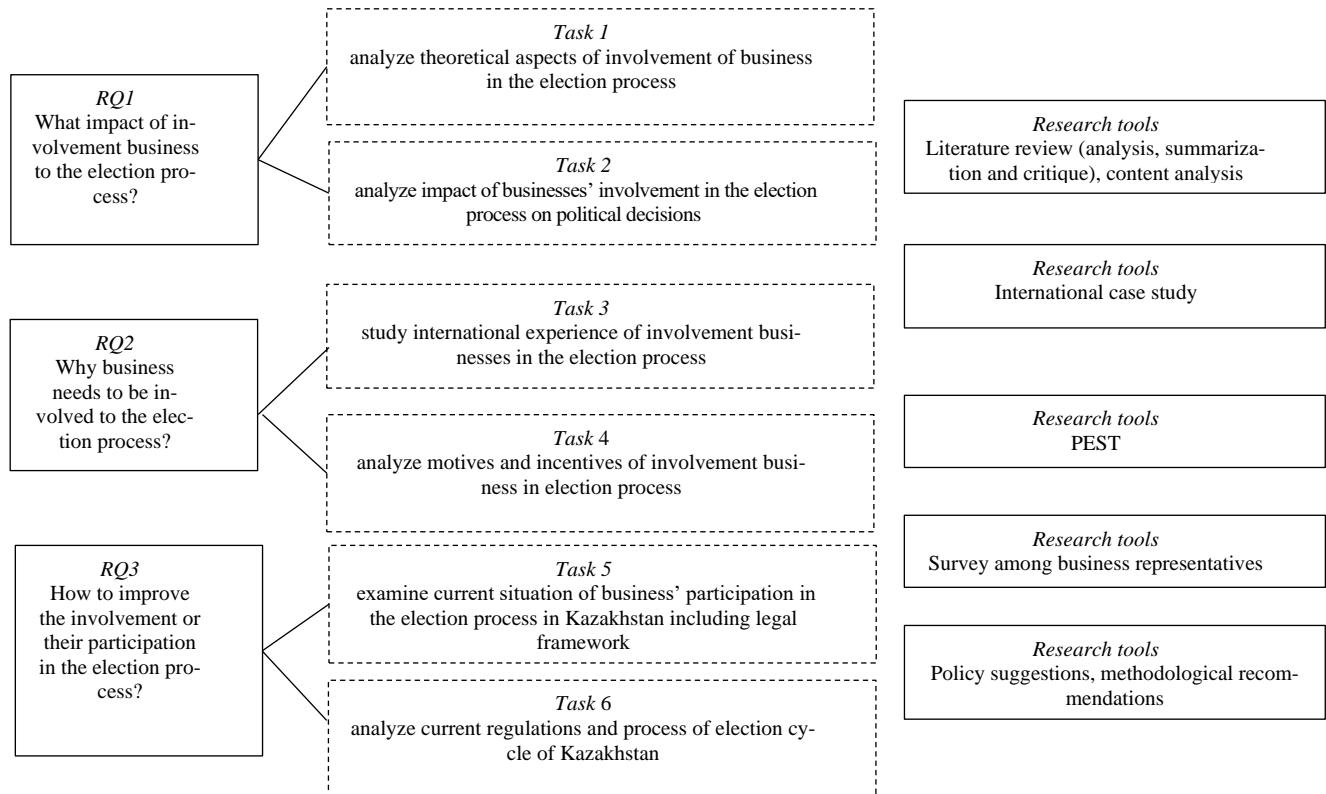 RQ1
What impact of in-
volvement business
to the election pro-
cess?
Task 1
analyze theoretical aspects of involvement of business
in the election process
Task 2
analyze impact of businesses’ involvement in the election
process on political decisions
RQ2
Why business
needs to be in-
volved to the elec-
tion process?
Task 3
study international experience of involvement busi-
nesses in the election process
Task 4
analyze motives and incentives of involvement busi-
ness in election process
RQ3
How to improve
the involvement or
their participation
in the election pro-
cess?
Task 5
examine current situation of business’ participation in
the election process in Kazakhstan including legal
framework
Task 6
analyze current regulations and process of election cy-
cle of Kazakhstan
Research tools
Literature review (analysis, summariza-
tion and critique), content analysis
Research tools
International case study
Research tools
PEST
Research tools
Survey among business representatives
Research tools
Policy suggestions, methodological recom-
mendations